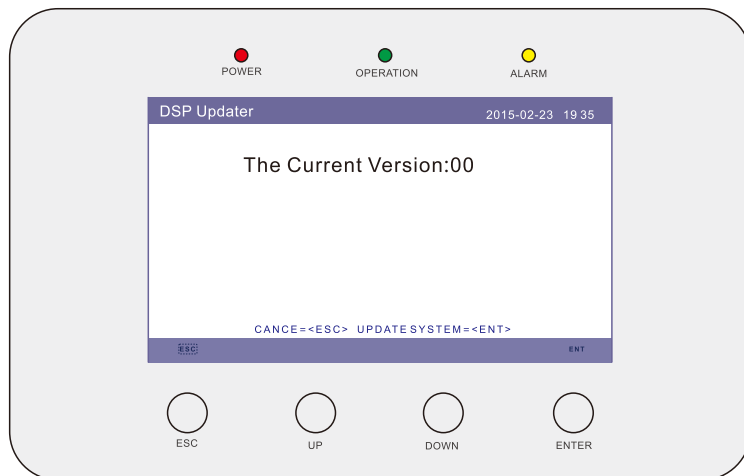 POWER OPERATION ALARM
DSP Updater 2015-02-23 19 35
The Current Version:00
CANCE=<ESC> UPDATE SYSTEM=<ENT>
ESC ENT
ESC UP DOWN ENTER